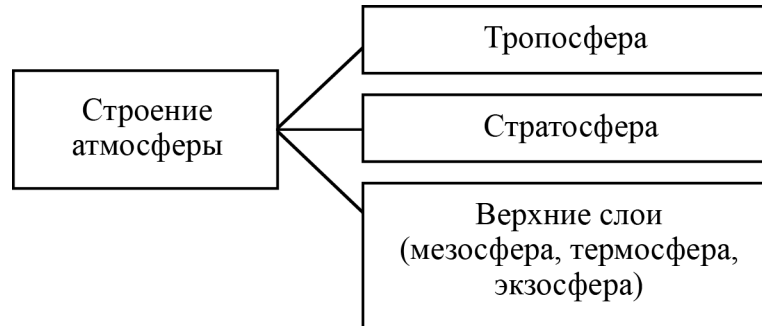 Строение
атмосферы
Тропосфера
Стратосфера
Верхние слои
(мезосфера, термосфера,
экзосфера)